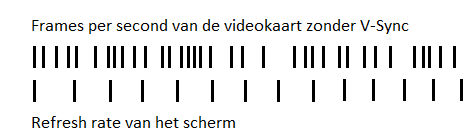 Frames per second van de videokaart zonder V-Sync
Refresh rate van het scherm